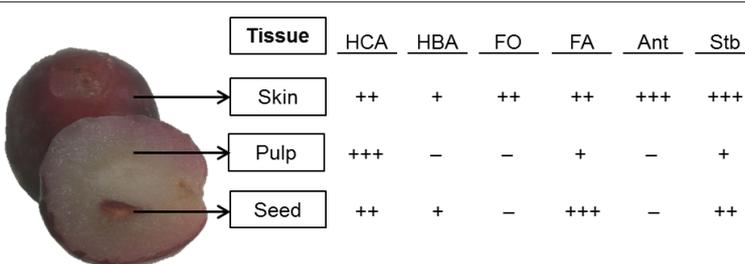 Tissue HCA HBA FO FA Ant Stb
Skin ++ + ++ ++ +++ +++
Pulp +++ – – + – +
Seed ++ + – +++ – ++